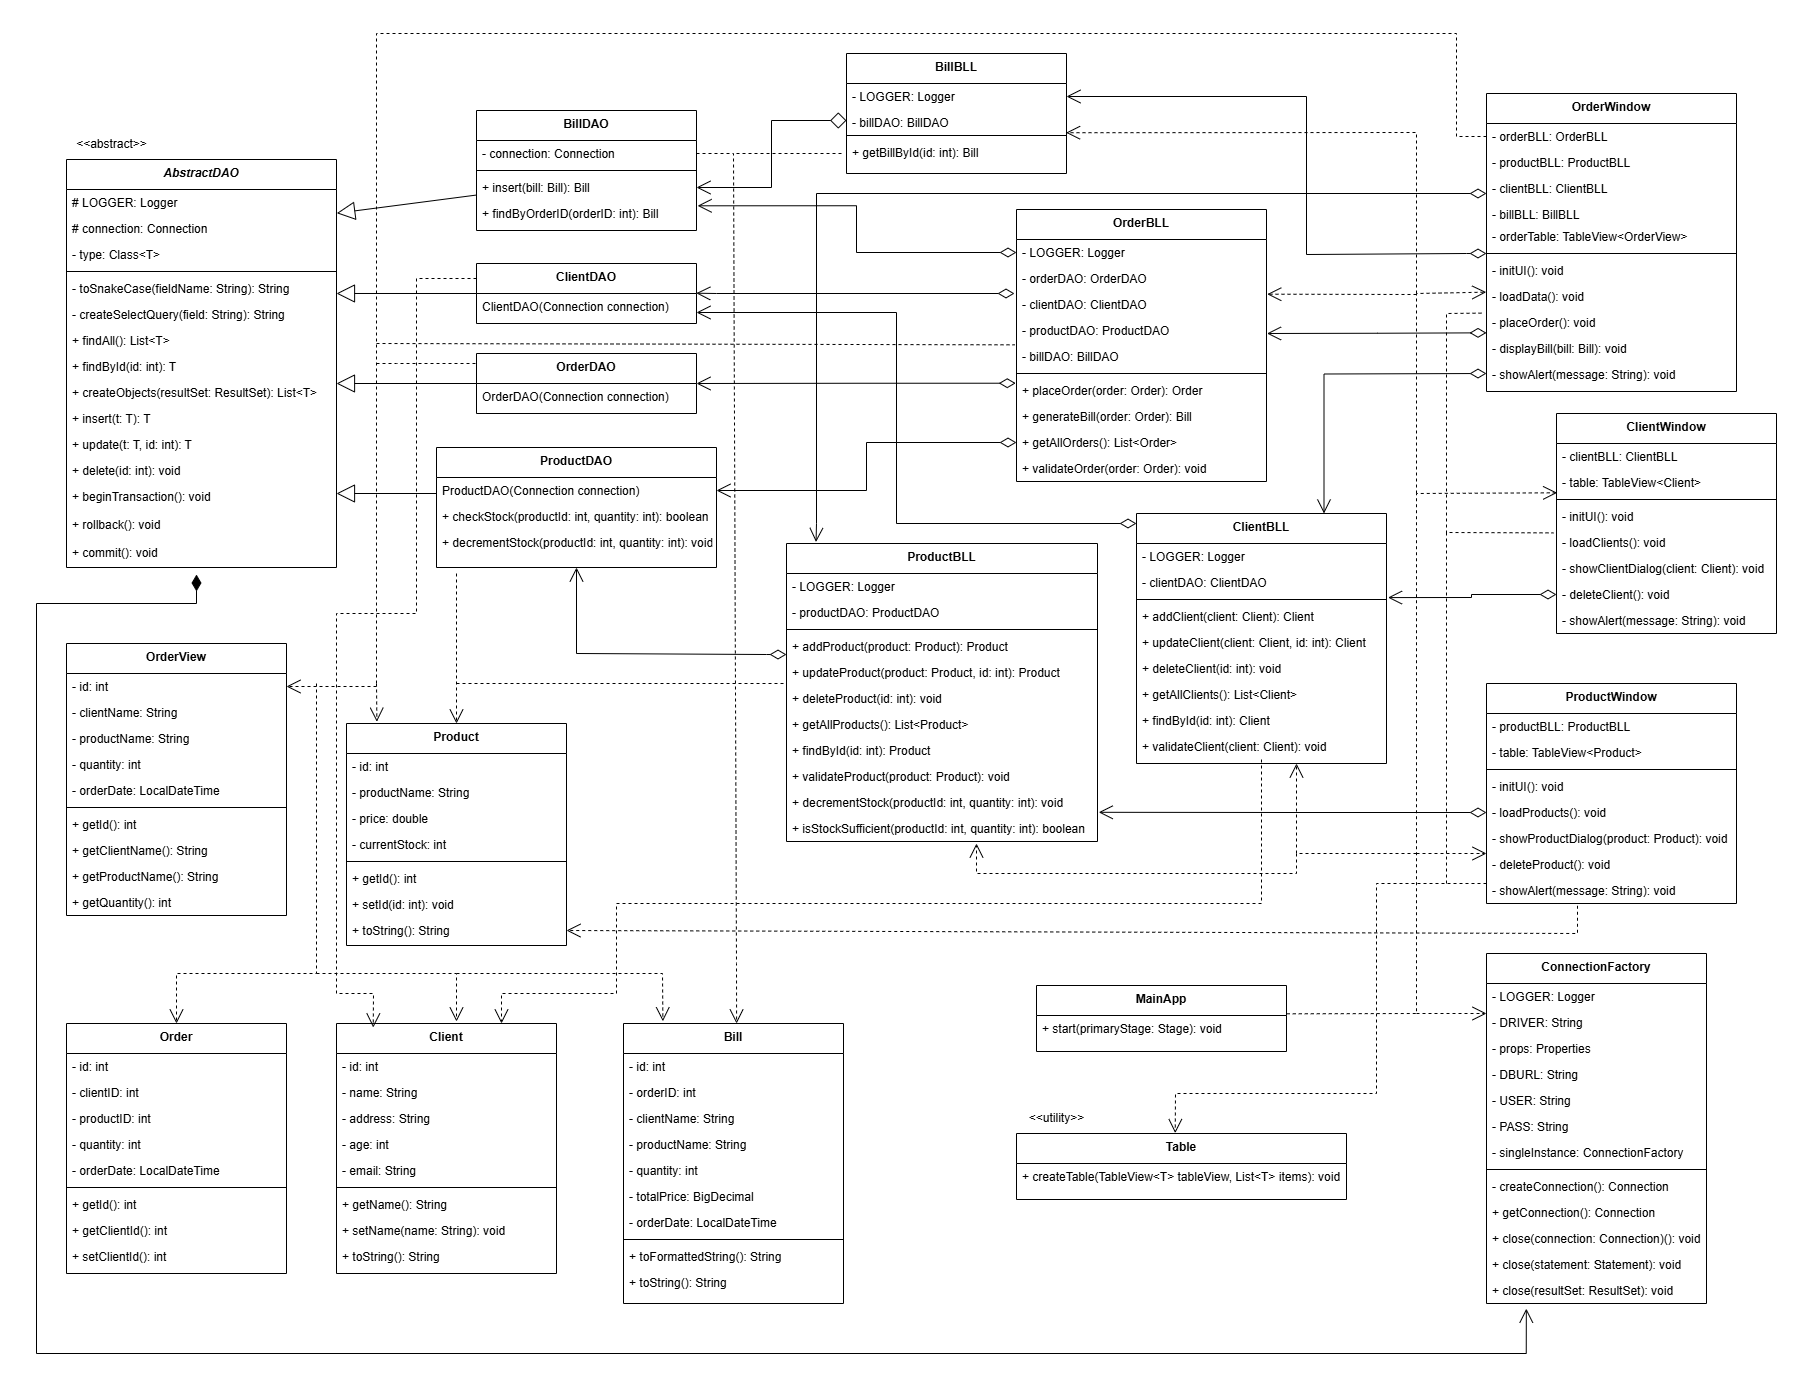 <<abstract>>
AbstractDAO
# LOGGER: Logger
# connection: Connection
- type: Class<T>
- toSnakeCase(fieldName: String): String
- createSelectQuery(field: String): String
+ findAll(): List<T>
+ findById(id: int): T
+ createObjects(resultSet: ResultSet): List<T>
+ insert(t: T): T
+ update(t: T, id: int): T
+ delete(id: int): void
+ beginTransaction(): void
+ rollback(): void
+ commit(): void
BillDAO
- connection: Connection
+ insert(bill: Bill): Bill
+ findByOrderID(orderID: int): Bill
ClientDAO
ClientDAO(Connection connection)
OrderDAO
OrderDAO(Connection connection)
ProductDAO
ProductDAO(Connection connection)
+ checkStock(productId: int, quantity: int): boolean
+ decrementStock(productId: int, quantity: int): void
BillBLL
- LOGGER: Logger
- billDAO: BillDAO
+ getBillById(id: int): Bill
OrderBLL
- LOGGER: Logger
- orderDAO: OrderDAO
- clientDAO: ClientDAO
- productDAO: ProductDAO
- billDAO: BillDAO
+ placeOrder(order: Order): Order
+ generateBill(order: Order): Bill
+ getAllOrders(): List<Order>
+ validateOrder(order: Order): void
OrderWindow
- orderBLL: OrderBLL
- productBLL: ProductBLL
- clientBLL: ClientBLL
- billBLL: BillBLL
- orderTable: TableView<OrderView>
- initUI(): void
- loadData(): void
- placeOrder(): void
- displayBill(bill: Bill): void
- showAlert(message: String): void
ClientWindow
- clientBLL: ClientBLL
- table: TableView<Client>
- initUI(): void
- loadClients(): void
- showClientDialog(client: Client): void
- deleteClient(): void
- showAlert(message: String): void
ProductBLL
- LOGGER: Logger
- productDAO: ProductDAO
+ addProduct(product: Product): Product
+ updateProduct(product: Product, id: int): Product
+ deleteProduct(id: int): void
+ getAllProducts(): List<Product>
+ findById(id: int): Product
+ validateProduct(product: Product): void
+ decrementStock(productId: int, quantity: int): void
+ isStockSufficient(productId: int, quantity: int): boolean
ClientBLL
- LOGGER: Logger
- clientDAO: ClientDAO
+ addClient(client: Client): Client
+ updateClient(client: Client, id: int): Client
+ deleteClient(id: int): void
+ getAllClients(): List<Client>
+ findById(id: int): Client
+ validateClient(client: Client): void
ProductWindow
- productBLL: ProductBLL
- table: TableView<Product>
- initUI(): void
- loadProducts(): void
- showProductDialog(product: Product): void
- deleteProduct(): void
- showAlert(message: String): void
OrderView
- id: int
- clientName: String
- productName: String
- quantity: int
- orderDate: LocalDateTime
+ getId(): int
+ getClientName(): String
+ getProductName(): String
+ getQuantity(): int
Product
- id: int
- productName: String
- price: double
- currentStock: int
+ getId(): int
+ setId(id: int): void
+ toString(): String
Order
- id: int
- clientID: int
- productID: int
- quantity: int
- orderDate: LocalDateTime
+ getId(): int
+ getClientId(): int
+ setClientId(): int
Client
- id: int
- name: String
- address: String
- age: int
- email: String
+ getName(): String
+ setName(name: String): void
+ toString(): String
Bill
- id: int
- orderID: int
- clientName: String
- productName: String
- quantity: int
- totalPrice: BigDecimal
- orderDate: LocalDateTime
+ toFormattedString(): String
+ toString(): String
MainApp
+ start(primaryStage: Stage): void
<<utility>>
Table
+ createTable(TableView<T> tableView, List<T> items): void
ConnectionFactory
- LOGGER: Logger
- DRIVER: String
- props: Properties
- DBURL: String
- USER: String
- PASS: String
- singleInstance: ConnectionFactory
- createConnection(): Connection
+ getConnection(): Connection
+ close(connection: Connection)(): void
+ close(statement: Statement): void
+ close(resultSet: ResultSet): void